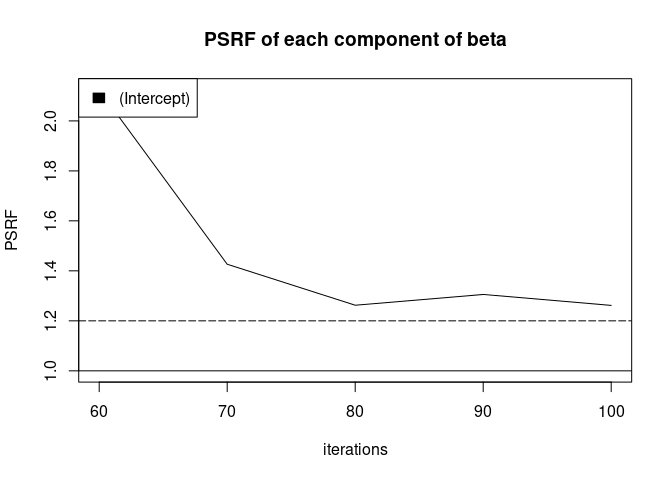 PSRF of each component of beta
(Intercept)
PSRF
2.0
1.8
1.6
1.4
1.2
1.0
60 70 80 90 100
iterations